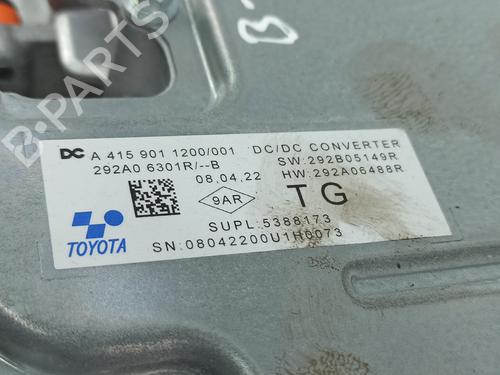 B-PARTS
DC A 415 901 1200/001 DC/DC CONVERTER
292A0 6301R/--B SW:292B05149R
08.04.22 HW:292A06488R
9AR TG
TOYOTA
SUPL:5388173
SN:08042200U1H0073